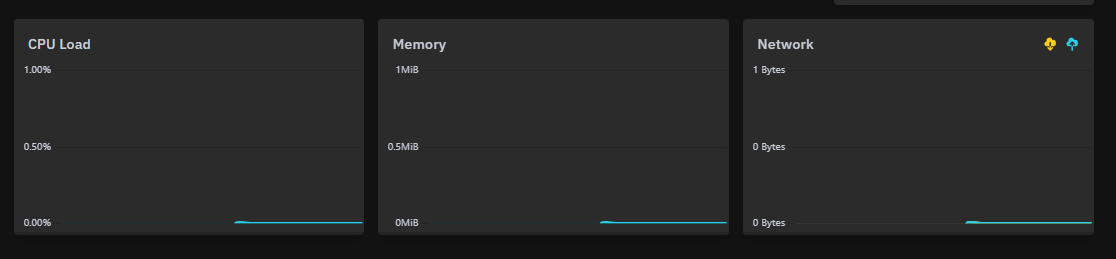 CPU Load
1.00%
0.50%
0.00%
Memory
1MiB
0.5MiB
0MiB
Network
1 Bytes
0 Bytes
0 Bytes